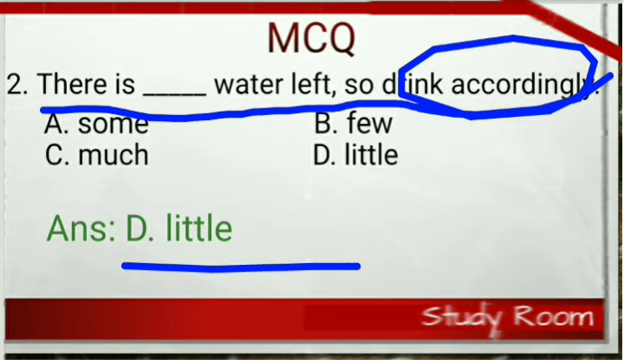 MCQ
2. There is _____ water left, so drink accordingly.
A. some B. few
C. much D. little
Ans: D. little
Study Room